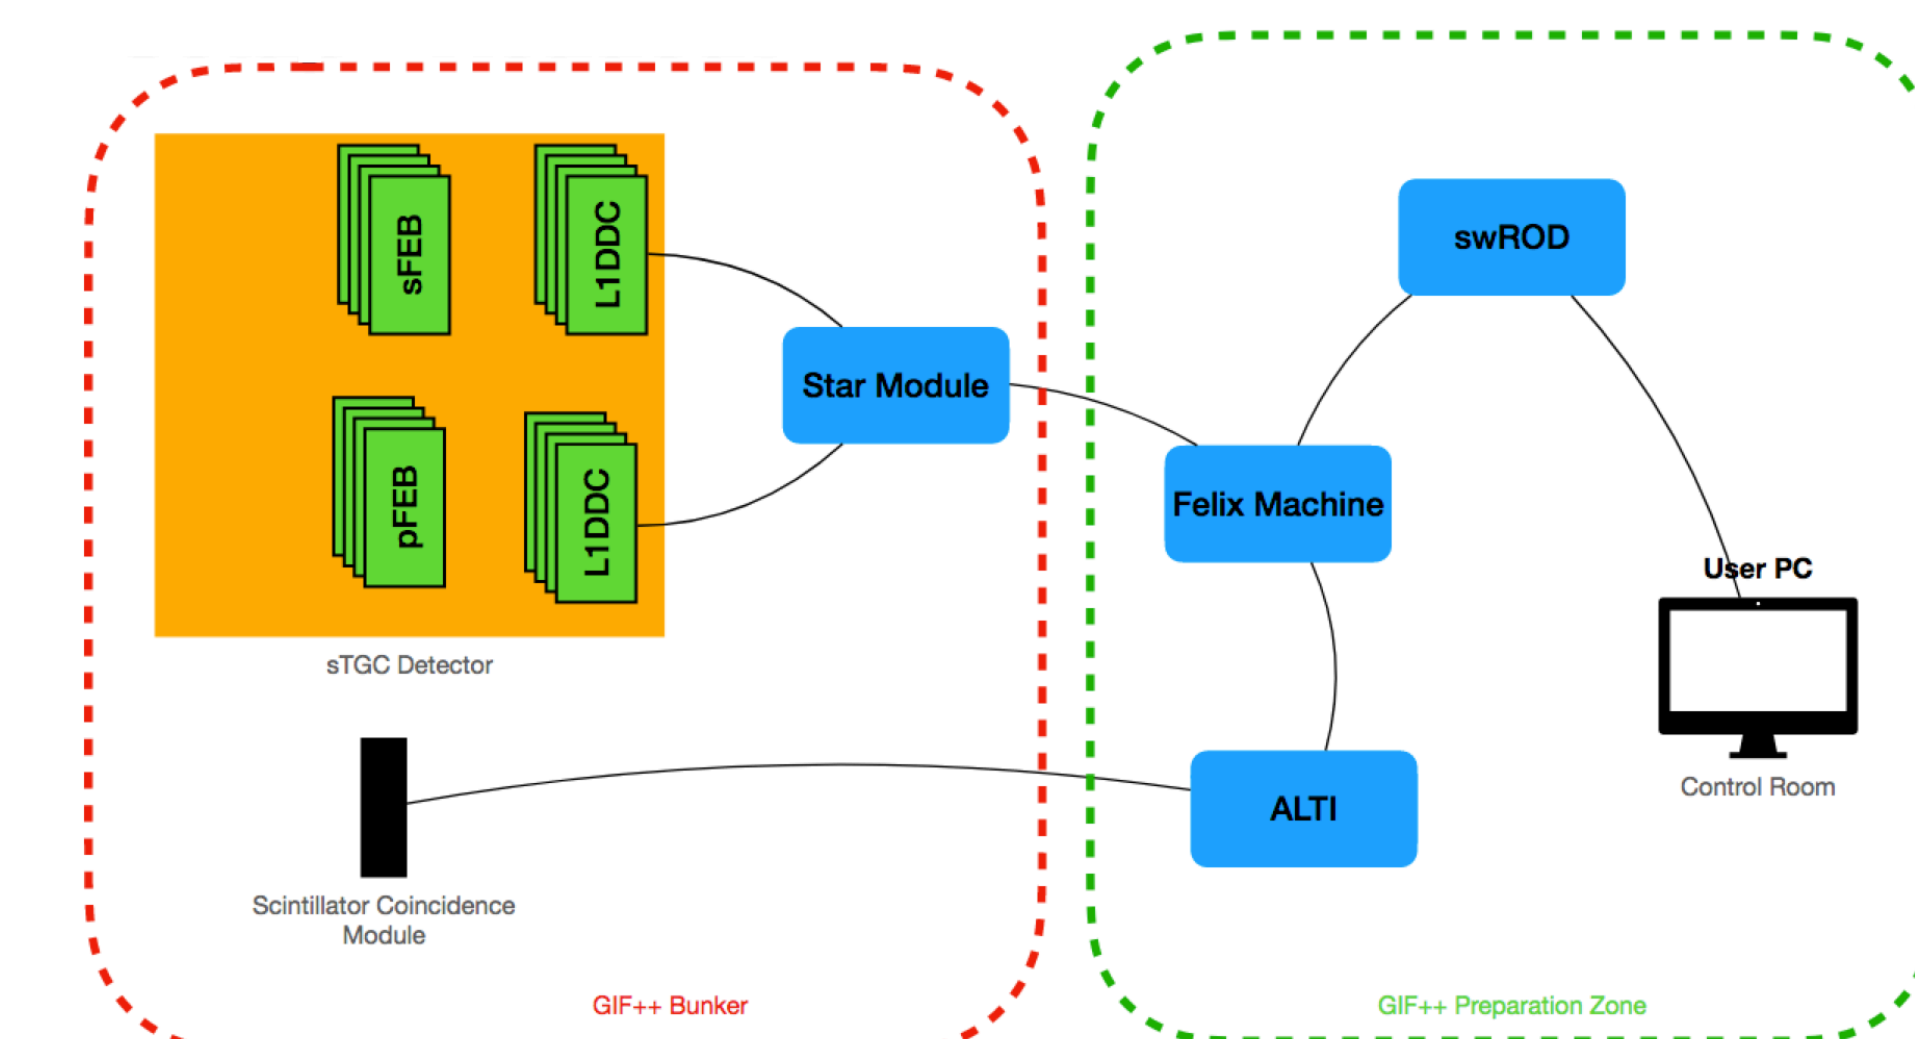 sFEB
L1DDC
swROD
Star Module
pFEB
L1DDC
Felix Machine
User PC
sTGC Detector
Control Room
ALTI
Scintillator Coincidence
Module
GIF++ Bunker
GIF++ Preparation Zone